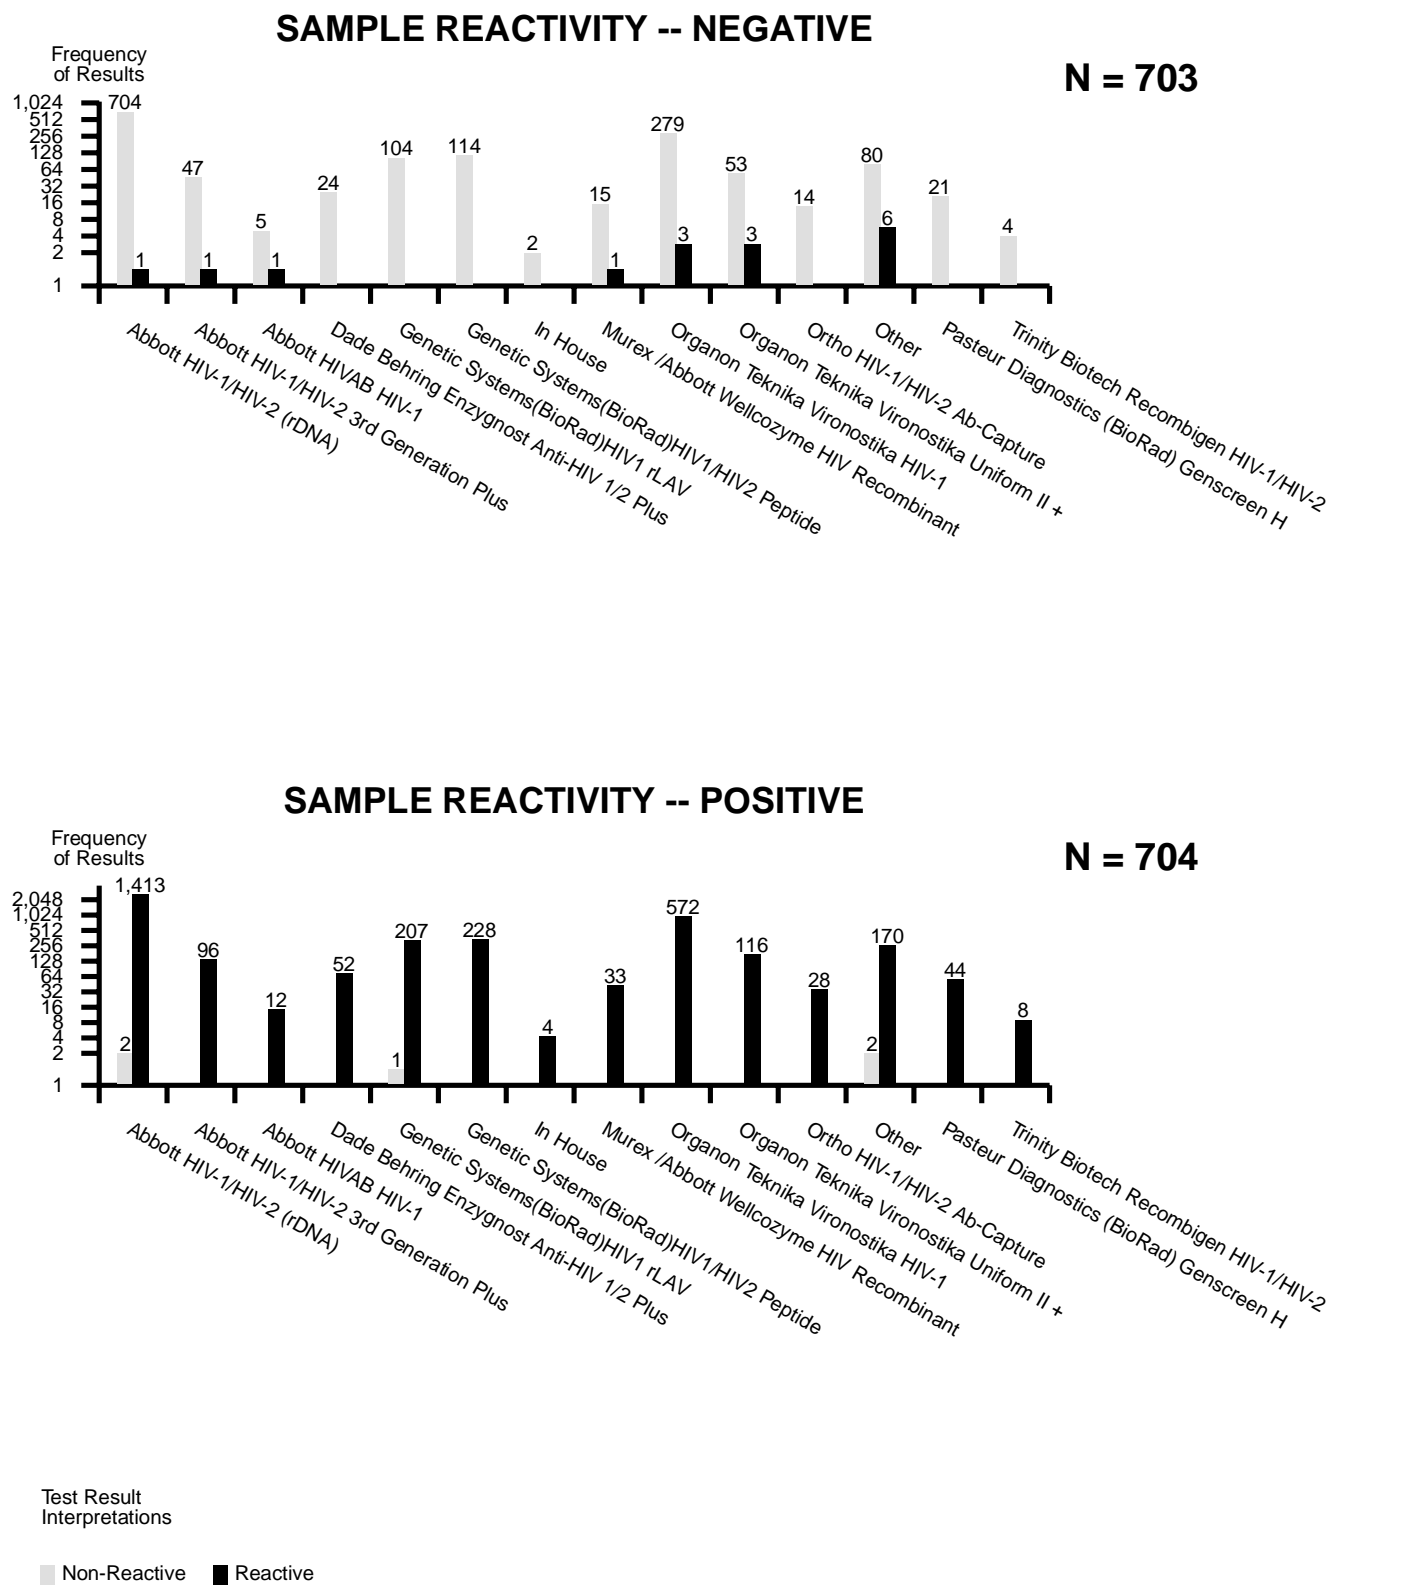 SAMPLE REACTIVITY -- NEGATIVE
Frequency
of Results
N = 703
1,024
512
256
128
64
32
16
8
4
2
1
704
1
47
1
5
1
24
104
114
2
15
1
279
3
53
3
14
80
6
21
4
Abbott HIV-1/HIV-2 (rDNA)
Abbott HIV-1/HIV-2 3rd Generation Plus
Abbott HIVAB HIV-1
Dade Behring Enzygnost Anti-HIV 1/2 Plus
Genetic Systems(BioRad)HIV1 rLAV
Genetic Systems(BioRad)HIV1/HIV2 Peptide
In House
Murex /Abbott Wellcozyme HIV Recombinant
Organon Teknika Vironostika HIV-1
Organon Teknika Vironostika Uniform II +
Ortho HIV-1/HIV-2 Ab-Capture
Other
Pasteur Diagnostics (BioRad) Genscreen H
Trinity Biotech Recombigen HIV-1/HIV-2
SAMPLE REACTIVITY -- POSITIVE
Frequency
of Results
N = 704
2,048
1,024
512
256
128
64
32
16
8
4
2
1
2
1,413
96
12
52
1
207
228
4
33
572
116
28
2
170
44
8
Abbott HIV-1/HIV-2 (rDNA)
Abbott HIV-1/HIV-2 3rd Generation Plus
Abbott HIVAB HIV-1
Dade Behring Enzygnost Anti-HIV 1/2 Plus
Genetic Systems(BioRad)HIV1 rLAV
Genetic Systems(BioRad)HIV1/HIV2 Peptide
In House
Murex /Abbott Wellcozyme HIV Recombinant
Organon Teknika Vironostika HIV-1
Organon Teknika Vironostika Uniform II +
Ortho HIV-1/HIV-2 Ab-Capture
Other
Pasteur Diagnostics (BioRad) Genscreen H
Trinity Biotech Recombigen HIV-1/HIV-2
Test Result
Interpretations
Non-Reactive
Reactive